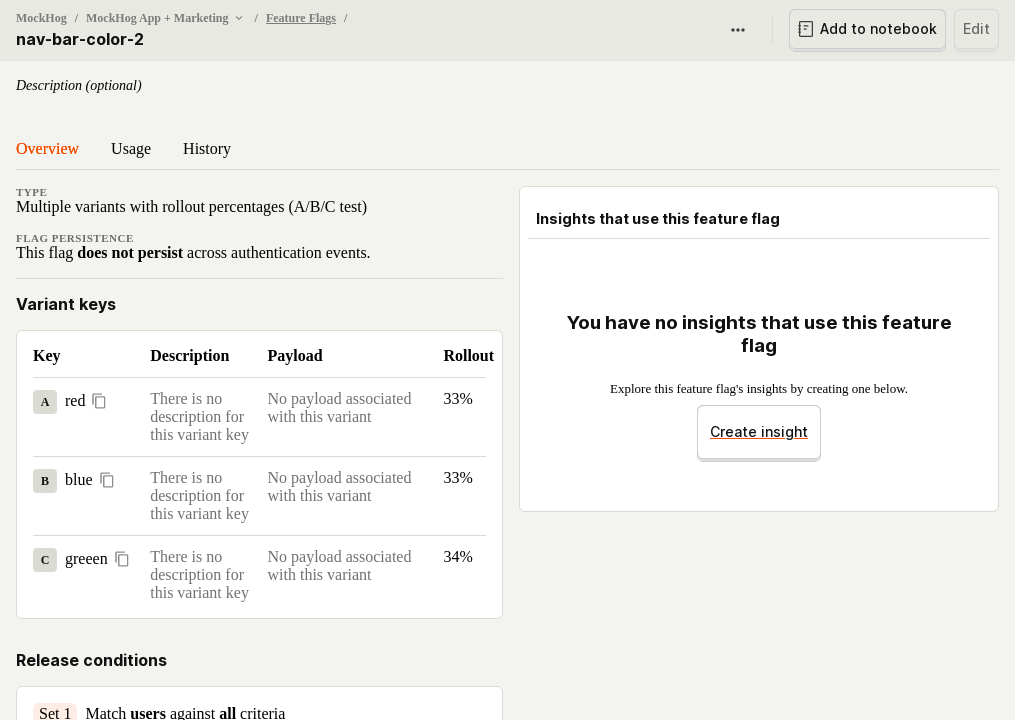 MockHog / MockHog App + Marketing / Feature Flags /
nav-bar-color-2
Add to notebook
Edit
Description (optional)
Overview Usage History
TYPE
Multiple variants with rollout percentages (A/B/C test)
FLAG PERSISTENCE
This flag does not persist across authentication events.
Variant keys
Key Description Payload Rollout
A red There is no description for this variant key No payload associated with this variant 33%
B blue There is no description for this variant key No payload associated with this variant 33%
C greeen There is no description for this variant key No payload associated with this variant 34%
Release conditions
Set 1 Match users against all criteria
Insights that use this feature flag
You have no insights that use this feature
flag
Explore this feature flag's insights by creating one below.
Create insight